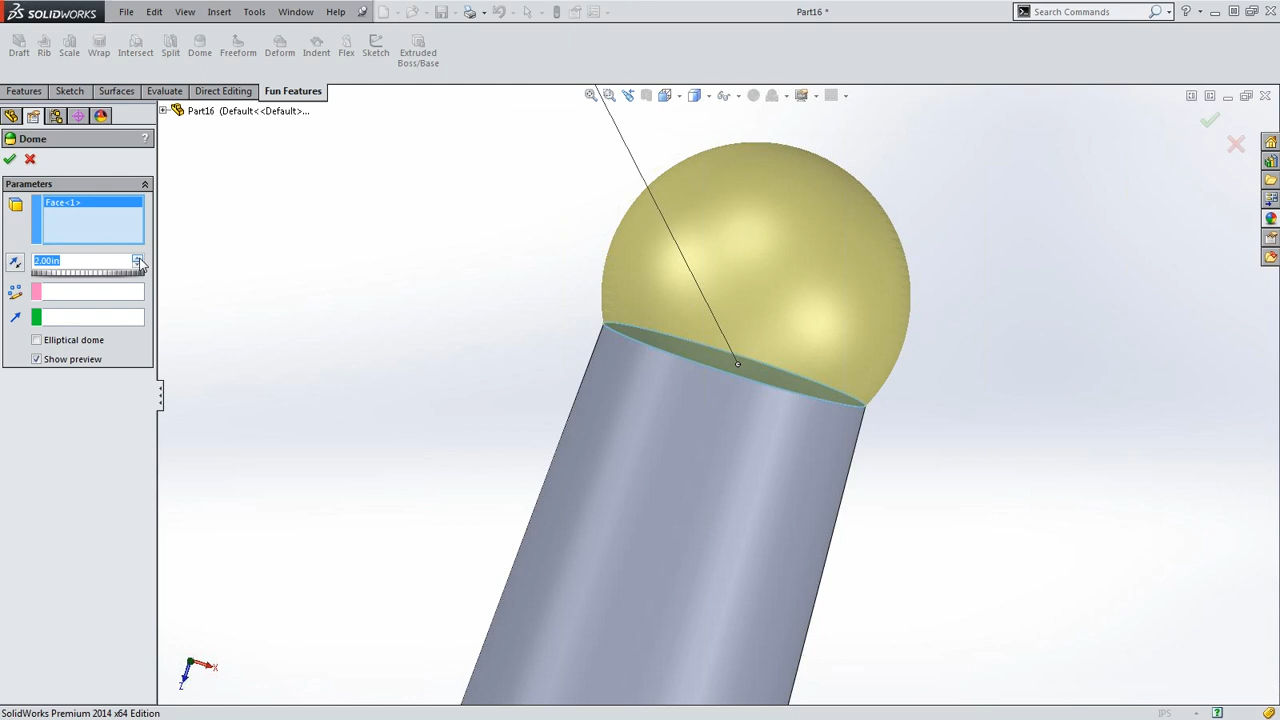 SOLIDWORKS File Edit View Insert Tools Window Help Part16 * Search Commands ?
Draft Rib Scale Wrap Intersect Split Dome Freeform Deform Indent Flex Sketch Extruded
Boss/Base
Features Sketch Surfaces Evaluate Direct Editing Fun Features
Part16 (Default<<Default>...
Dome ?
Parameters
Face<1>
2.00in
Elliptical dome
Show preview
X
Z
SolidWorks Premium 2014 x64 Edition IPS ?